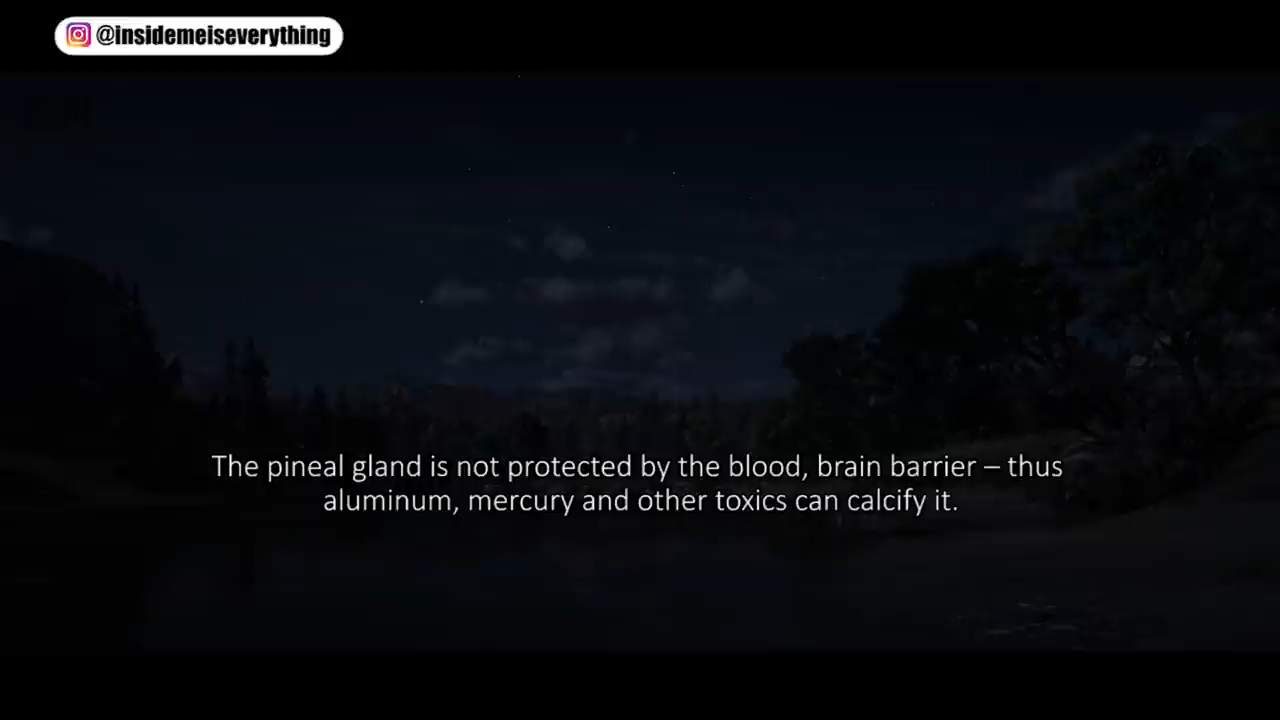 @insidemeiseverything
The pineal gland is not protected by the blood, brain barrier – thus
aluminum, mercury and other toxics can calcify it.